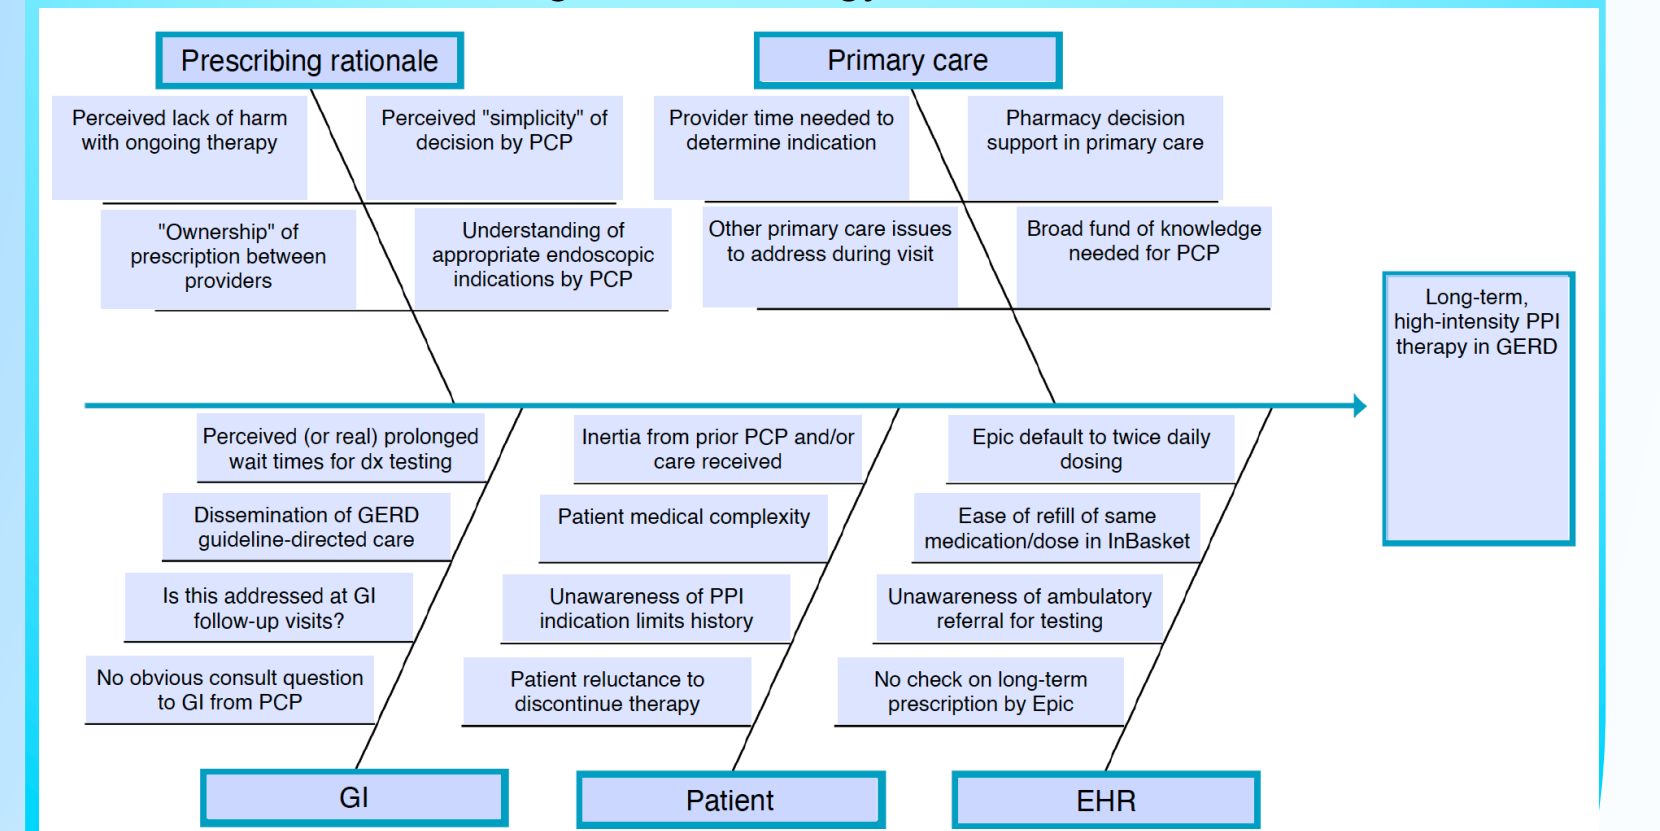 Prescribing rationale
Primary care
Perceived lack of harm
with ongoing therapy
Perceived "simplicity" of
decision by PCP
Provider time needed to
determine indication
Pharmacy decision
support in primary care
"Ownership" of
prescription between
providers
Understanding of
appropriate endoscopic
indications by PCP
Other primary care issues
to address during visit
Broad fund of knowledge
needed for PCP
Long-term,
high-intensity PPI
therapy in GERD
Perceived (or real) prolonged
wait times for dx testing
Inertia from prior PCP and/or
care received
Epic default to twice daily
dosing
Dissemination of GERD
guideline-directed care
Patient medical complexity
Ease of refill of same
medication/dose in InBasket
Is this addressed at GI
follow-up visits?
Unawareness of PPI
indication limits history
Unawareness of ambulatory
referral for testing
No obvious consult question
to GI from PCP
Patient reluctance to
discontinue therapy
No check on long-term
prescription by Epic
GI
Patient
EHR